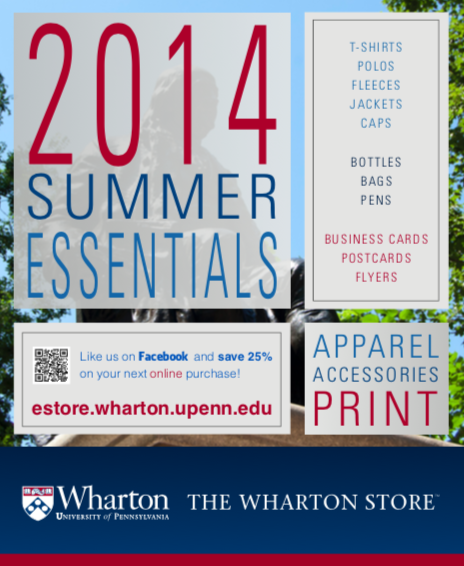 2014
SUMMER
ESSENTIALS
T-SHIRTS
POLOS
FLEECES
JACKETS
CAPS
BOTTLES
BAGS
PENS
BUSINESS CARDS
POSTCARDS
FLYERS
Like us on Facebook and save 25%
on your next online purchase!
estore.wharton.upenn.edu
APPAREL
ACCESSORIES
PRINT
Wharton
UNIVERSITY of PENNSYLVANIA
THE WHARTON STORE™